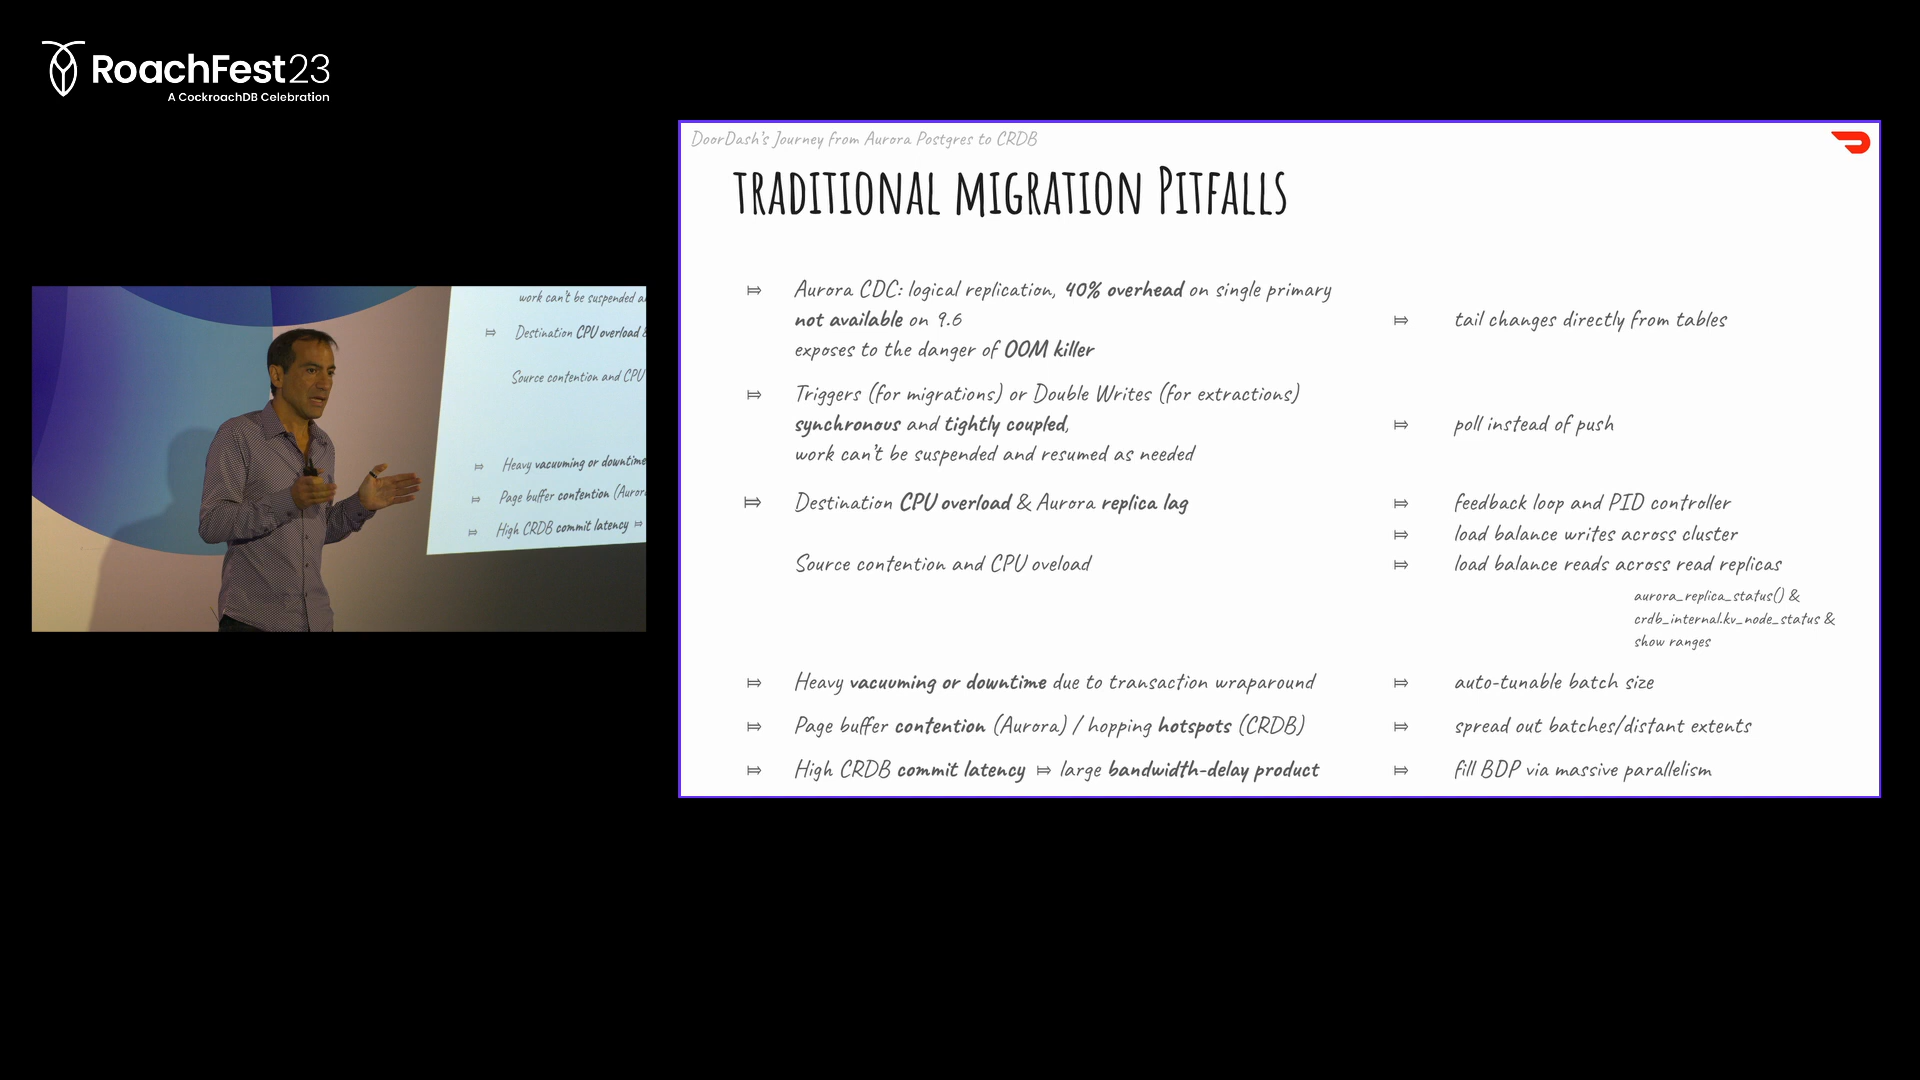 RoachFest23
A CockroachDB Celebration
DoorDash's Journey from Aurora Postgres to CRDB
TRADITIONAL MIGRATION PITFALLS
⤇ Aurora CDC: logical replication, 40% overhead on single primary
not available on 9.6
⤇ tail changes directly from tables
exposes to the danger of OOM killer
⤇ Triggers (for migrations) or Double Writes (for extractions)
synchronous and tightly coupled,
⤇ poll instead of push
work can't be suspended and resumed as needed
⤇ Destination CPU overload & Aurora replica lag
⤇ feedback loop and PID controller
⤇ load balance writes across cluster
Source contention and CPU oveload
⤇ load balance reads across read replicas
aurora_replica_status() &
crdb_internal.kv_node_status &
show ranges
⤇ Heavy vacuuming or downtime due to transaction wraparound
⤇ auto-tunable batch size
⤇ Page buffer contention (Aurora) / hopping hotspots (CRDB)
⤇ spread out batches/distant extents
⤇ High CRDB commit latency ⤇ large bandwidth-delay product
⤇ fill BDP via massive parallelism
work can't be suspended
⤇ Destination CPU overload
Source contention and CPU
⤇ Heavy vacuuming or downtime
⤇ Page buffer contention
⤇ High CRDB commit latency ⤇